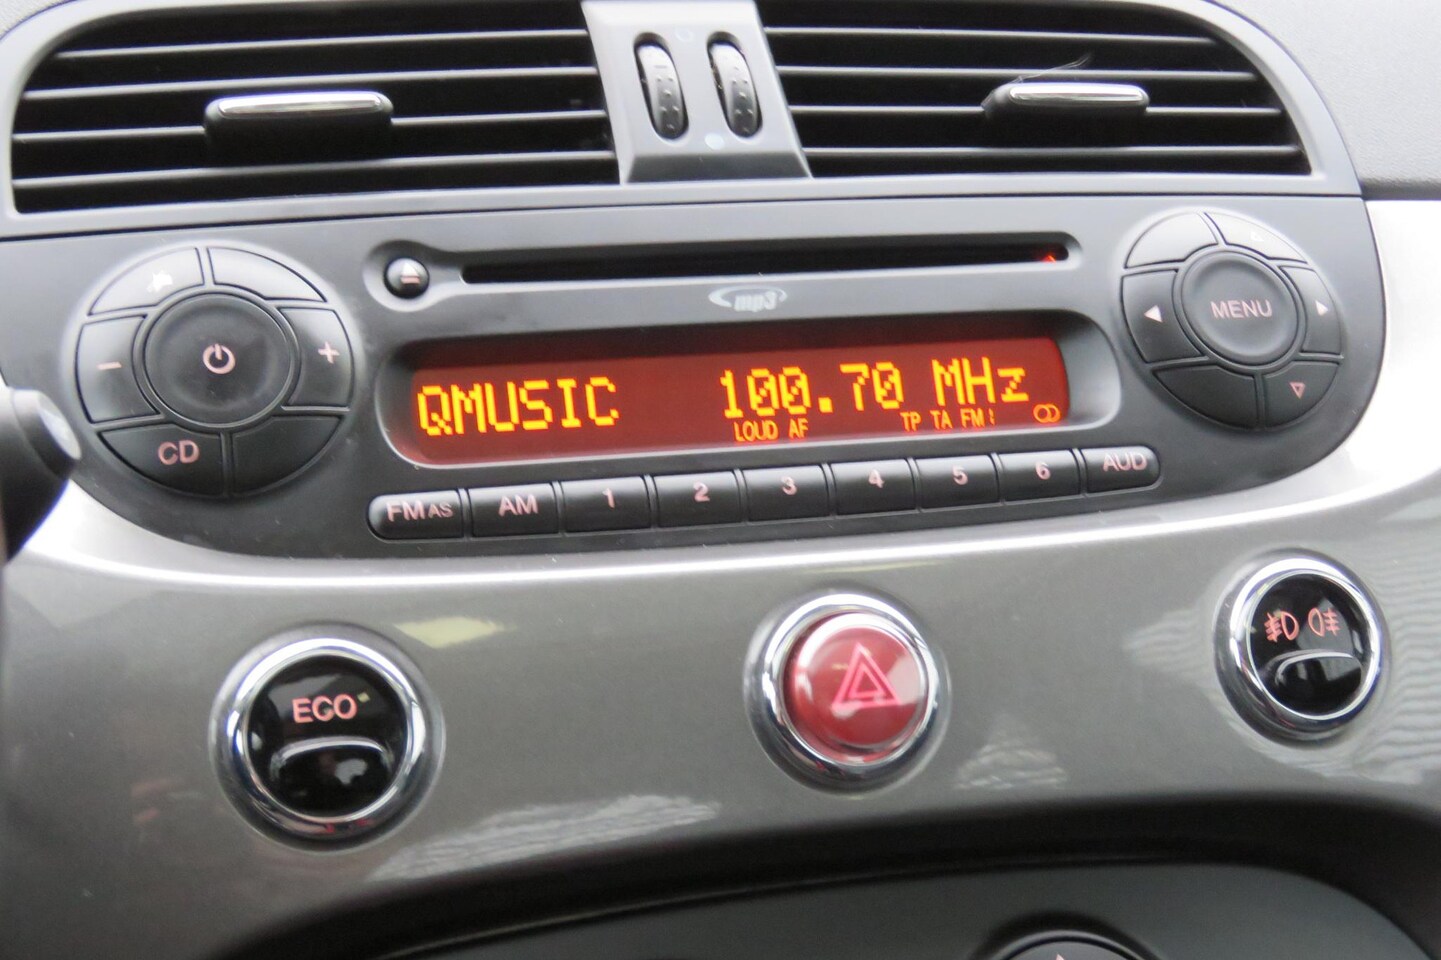 mp3
MENU
QMUSIC 100.70 MHz
LOUD AF TP TA FM1
CD
FM AS AM 1 2 3 4 5 6 AUD
ECO